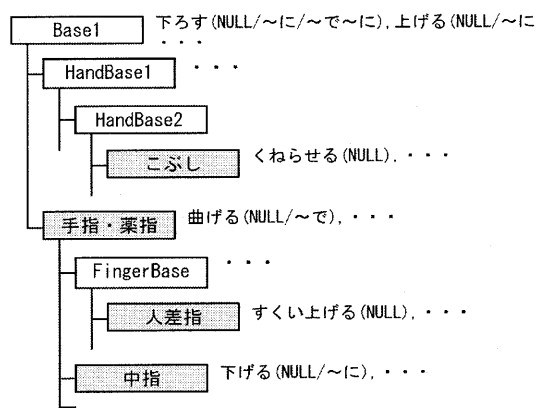 Base1 下ろす(NULL/～に/～で～に), 上げる(NULL/～に
・・・
HandBase1 ・・・
HandBase2
こぶし くねらせる(NULL), ・・・
手指・薬指 曲げる(NULL/～で), ・・・
FingerBase ・・・
人差指 すくい上げる(NULL), ・・・
中指 下げる(NULL/～に), ・・・